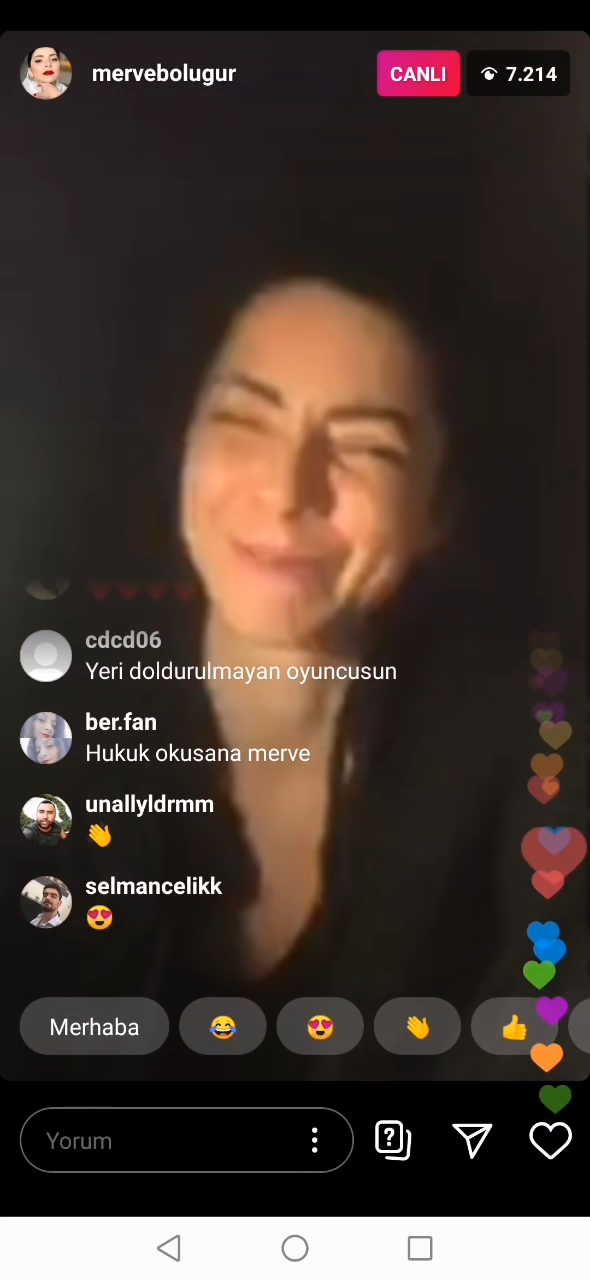 mervebolugur
CANLI
7.214
cdcd06
Yeri doldurulmayan oyuncusun
ber.fan
Hukuk okusana merve
unallyldrmm
👋
selmancelikk
😍
Merhaba 😂 😍 👋 👍
Yorum